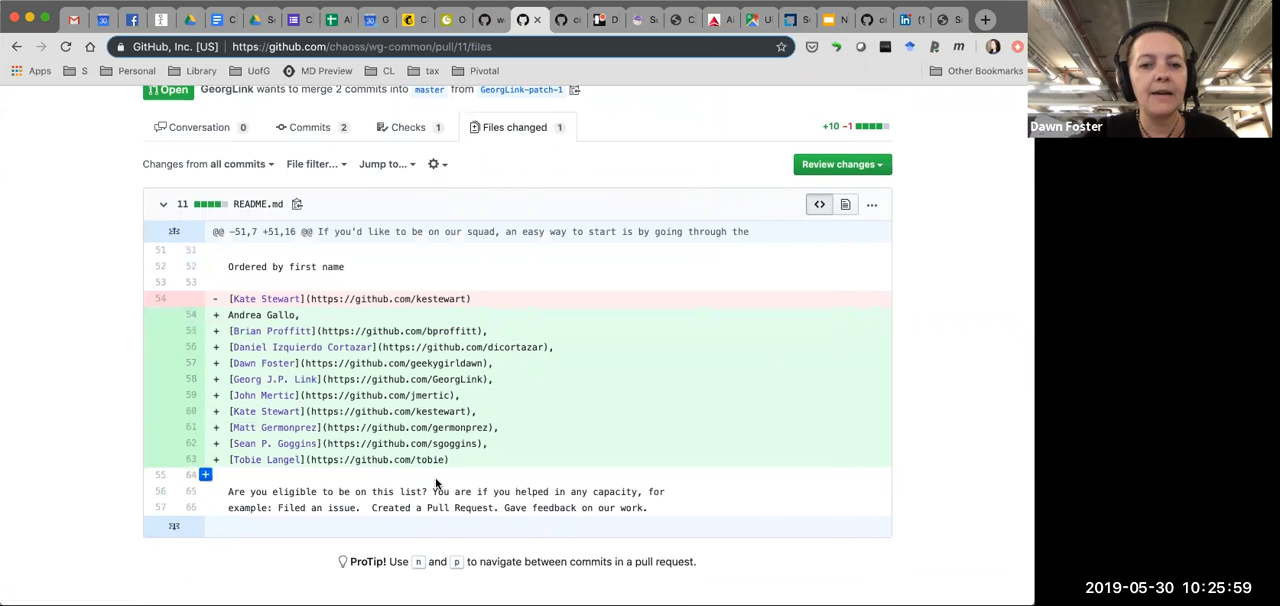 GitHub, Inc. [US] https://github.com/chaoss/wg-common/pull/11/files
Apps S Personal Library UofG MD Preview CL tax Pivotal Other Bookmarks
Open GeorgLink wants to merge 2 commits into master from GeorgLink-patch-1
Conversation 0 Commits 2 Checks 1 Files changed 1 +10 −1
Changes from all commits File filter... Jump to... Review changes
11 README.md
@@ -51,7 +51,16 @@ If you'd like to be on our squad, an easy way to start is by going through the
51 51
52 52 Ordered by first name
53 53
54 - [Kate Stewart](https://github.com/kestewart)
54 + Andrea Gallo,
55 + [Brian Proffitt](https://github.com/bproffitt),
56 + [Daniel Izquierdo Cortazar](https://github.com/dicortazar),
57 + [Dawn Foster](https://github.com/geekygirldawn),
58 + [Georg J.P. Link](https://github.com/GeorgLink),
59 + [John Mertic](https://github.com/jmertic),
60 + [Kate Stewart](https://github.com/kestewart),
61 + [Matt Germonprez](https://github.com/germonprez),
62 + [Sean P. Goggins](https://github.com/sgoggins),
63 + [Tobie Langel](https://github.com/tobie)
55 64
56 65 Are you eligible to be on this list? You are if you helped in any capacity, for
57 66 example: Filed an issue. Created a Pull Request. Gave feedback on our work.
ProTip! Use n and p to navigate between commits in a pull request.
Dawn Foster
2019-05-30 10:25:59